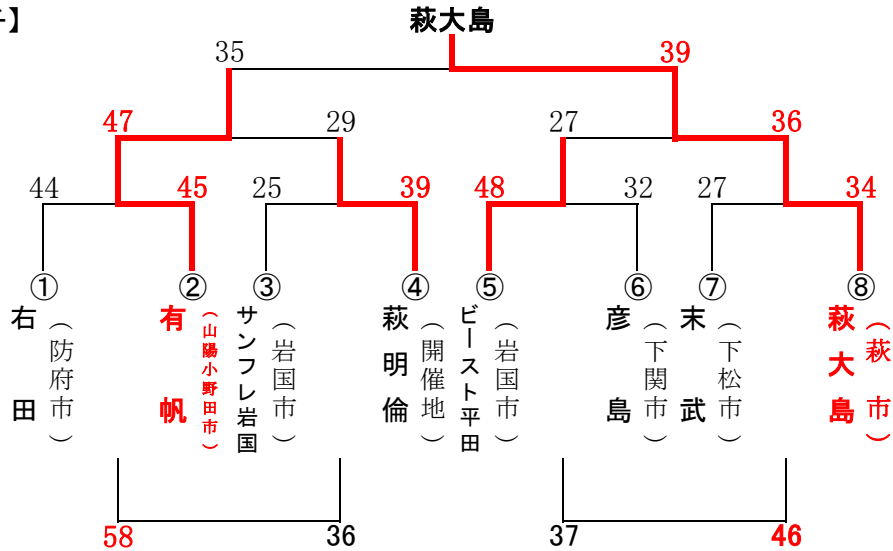 】
萩大島
35 39
47 29 27 36
44 45 25 39 48 32 27 34
① ② ③ ④ ⑤ ⑥ ⑦ ⑧
右田
（防府市）
有帆
（山陽小野田市）
サンフレ岩国
（岩国市）
萩明倫
（開催地）
ビースト平田
（岩国市）
彦島
（下関市）
末武
（下松市）
萩大島
（萩市）
58 36 37 46